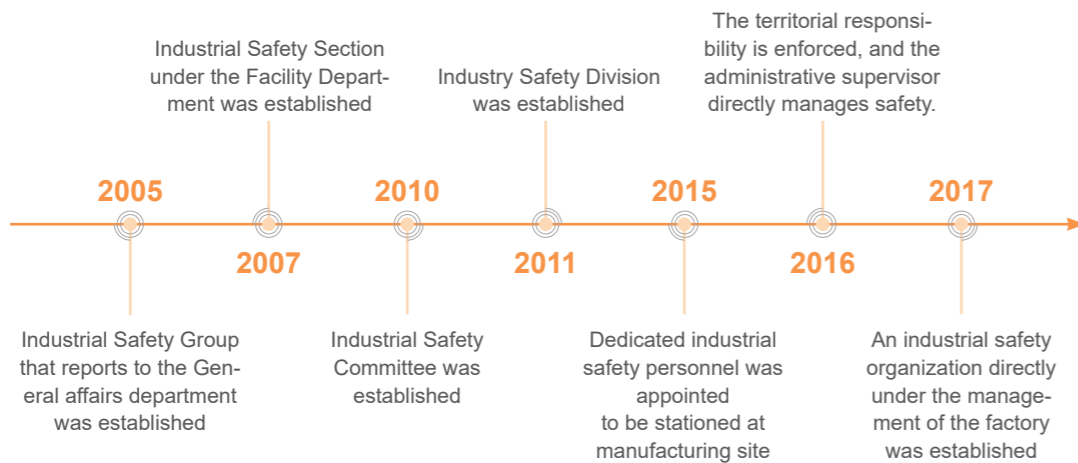 Industrial Safety Section
under the Facility Depart-
ment was established
Industry Safety Division
was established
The territorial responsi-
bility is enforced, and the
administrative supervisor
directly manages safety.
2005
2010
2015
2017
2007
2011
2016
Industrial Safety Group
that reports to the Gen-
eral affairs department
was established
Industrial Safety
Committee was
established
Dedicated industrial
safety personnel was
appointed
to be stationed at
manufacturing site
An industrial safety
organization directly
under the manage-
ment of the factory
was established